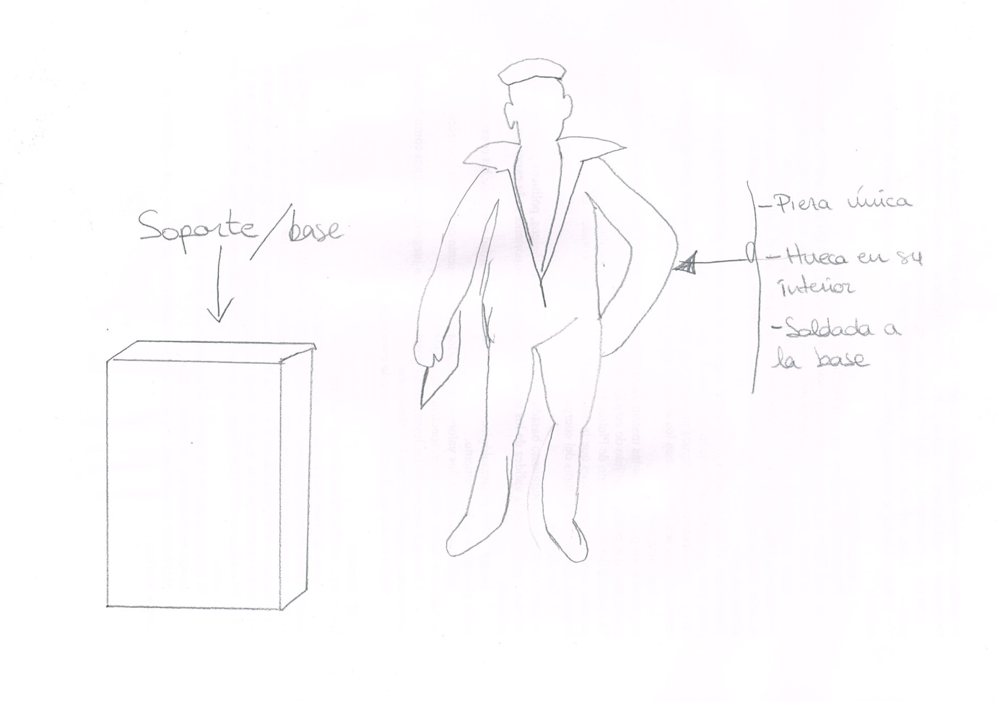 Soporte/base
- Pieza única
- Hueca en su
interior
- Soldada a
la base